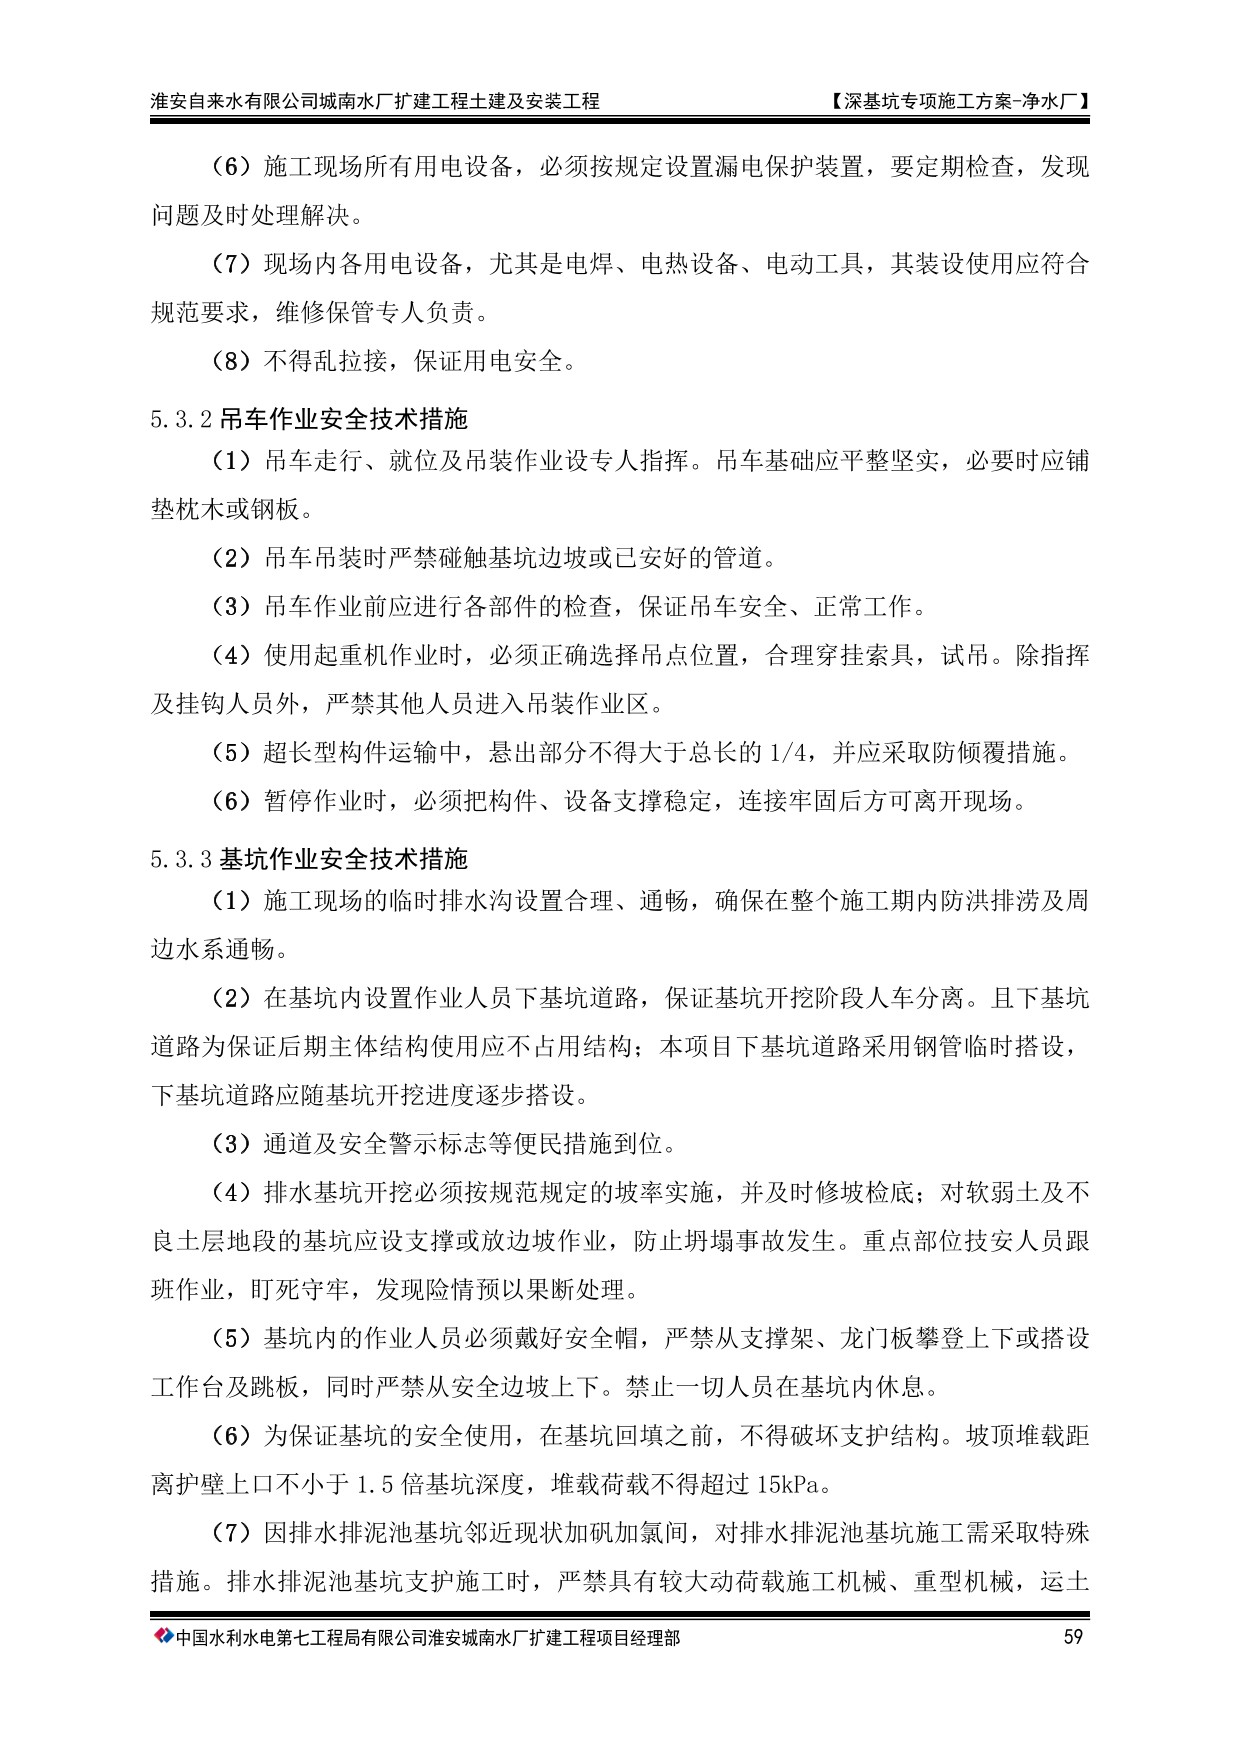 淮安自来水有限公司城南水厂扩建工程土建及安装工程 【深基坑专项施工方案-净水厂】
（6）施工现场所有用电设备，必须按规定设置漏电保护装置，要定期检查，发现
问题及时处理解决。
（7）现场内各用电设备，尤其是电焊、电热设备、电动工具，其装设使用应符合
规范要求，维修保管专人负责。
（8）不得乱拉接，保证用电安全。
5.3.2 吊车作业安全技术措施
（1）吊车走行、就位及吊装作业设专人指挥。吊车基础应平整坚实，必要时应铺
垫枕木或钢板。
（2）吊车吊装时严禁碰触基坑边坡或已安好的管道。
（3）吊车作业前应进行各部件的检查，保证吊车安全、正常工作。
（4）使用起重机作业时，必须正确选择吊点位置，合理穿挂索具，试吊。除指挥
及挂钩人员外，严禁其他人员进入吊装作业区。
（5）超长型构件运输中，悬出部分不得大于总长的 1/4，并应采取防倾覆措施。
（6）暂停作业时，必须把构件、设备支撑稳定，连接牢固后方可离开现场。
5.3.3 基坑作业安全技术措施
（1）施工现场的临时排水沟设置合理、通畅，确保在整个施工期内防洪排涝及周
边水系通畅。
（2）在基坑内设置作业人员下基坑道路，保证基坑开挖阶段人车分离。且下基坑
道路为保证后期主体结构使用应不占用结构；本项目下基坑道路采用钢管临时搭设，
下基坑道路应随基坑开挖进度逐步搭设。
（3）通道及安全警示标志等便民措施到位。
（4）排水基坑开挖必须按规范规定的坡率实施，并及时修坡检底；对软弱土及不
良土层地段的基坑应设支撑或放边坡作业，防止坍塌事故发生。重点部位技安人员跟
班作业，盯死守牢，发现险情预以果断处理。
（5）基坑内的作业人员必须戴好安全帽，严禁从支撑架、龙门板攀登上下或搭设
工作台及跳板，同时严禁从安全边坡上下。禁止一切人员在基坑内休息。
（6）为保证基坑的安全使用，在基坑回填之前，不得破坏支护结构。坡顶堆载距
离护壁上口不小于 1.5 倍基坑深度，堆载荷载不得超过 15kPa。
（7）因排水排泥池基坑邻近现状加矾加氯间，对排水排泥池基坑施工需采取特殊
措施。排水排泥池基坑支护施工时，严禁具有较大动荷载施工机械、重型机械，运土
中国水利水电第七工程局有限公司淮安城南水厂扩建工程项目经理部 59